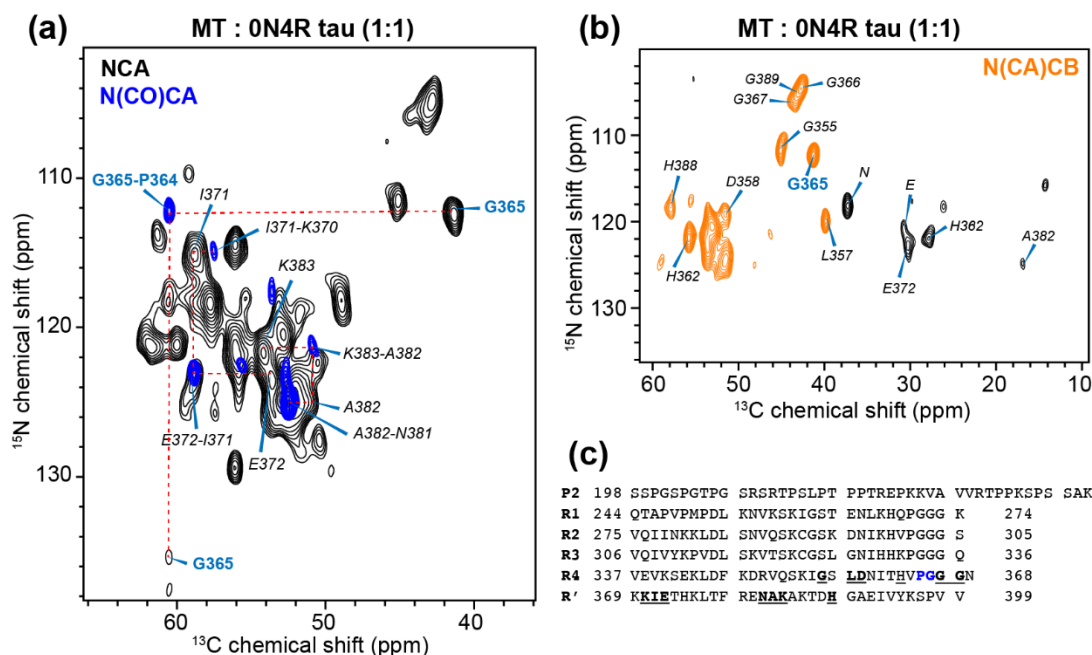 (a)
MT : 0N4R tau (1:1)
NCA
N(CO)CA
G365-P364
I371
I371-K370
G365
K383
K383-A382
A382
A382-N381
E372-I371
E372
G365
110
120
130
¹⁵N chemical shift (ppm)
60
50
40
¹³C chemical shift (ppm)
(b)
MT : 0N4R tau (1:1)
N(CA)CB
G389
G366
G367
G355
G365
H388
D358
N
E
H362
A382
H362
L357
E372
110
120
130
¹⁵N chemical shift (ppm)
60
50
40
30
20
10
¹³C chemical shift (ppm)
(c)
P2 198 SSPGSPGTPG SRSRTPSLPT PPTREPKKVA VVRTPPKSPS SAK
R1 244 QTAPVPMPDL KNVKSKIGST ENLKHQPGGG K 274
R2 275 VQIINKKLDL SNVQSKCGSK DNIKHVPGGG S 305
R3 306 VQIVYKPVDL SKVTSKCGSL GNIHHKPGGG Q 336
R4 337 VEVKSEKLDF KDRVQSKIGS LDNITHVPGG GN 368
R′ 369 KKIETHKLTF RENAKAKTDH GAEIVYKSPV V 399